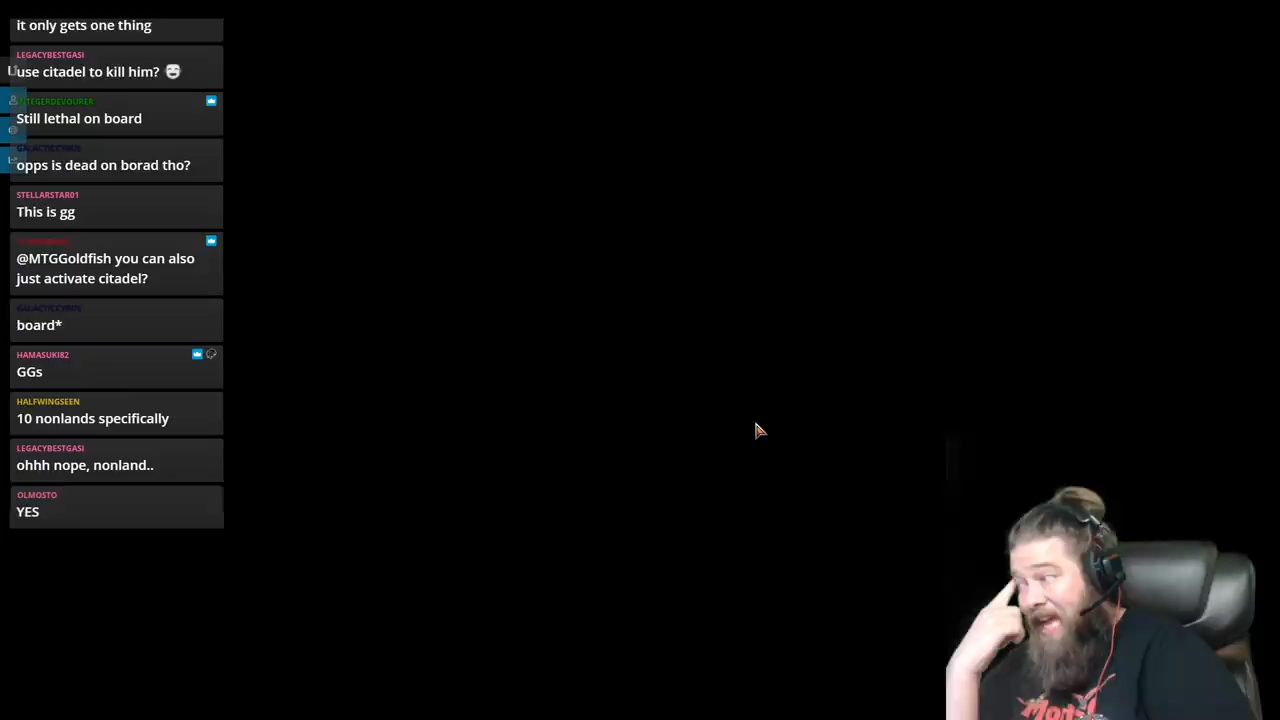 it only gets one thing
LEGACYBESTGASI
use citadel to kill him?
Still lethal on board
opps is dead on borad tho?
STELLARSTAR01
This is gg
@MTGGoldfish you can also
just activate citadel?
board*
HAMASUKI82
GGs
HALFWINGSEEN
10 nonlands specifically
LEGACYBESTGASI
ohhh nope, nonland..
OLMOSTO
YES